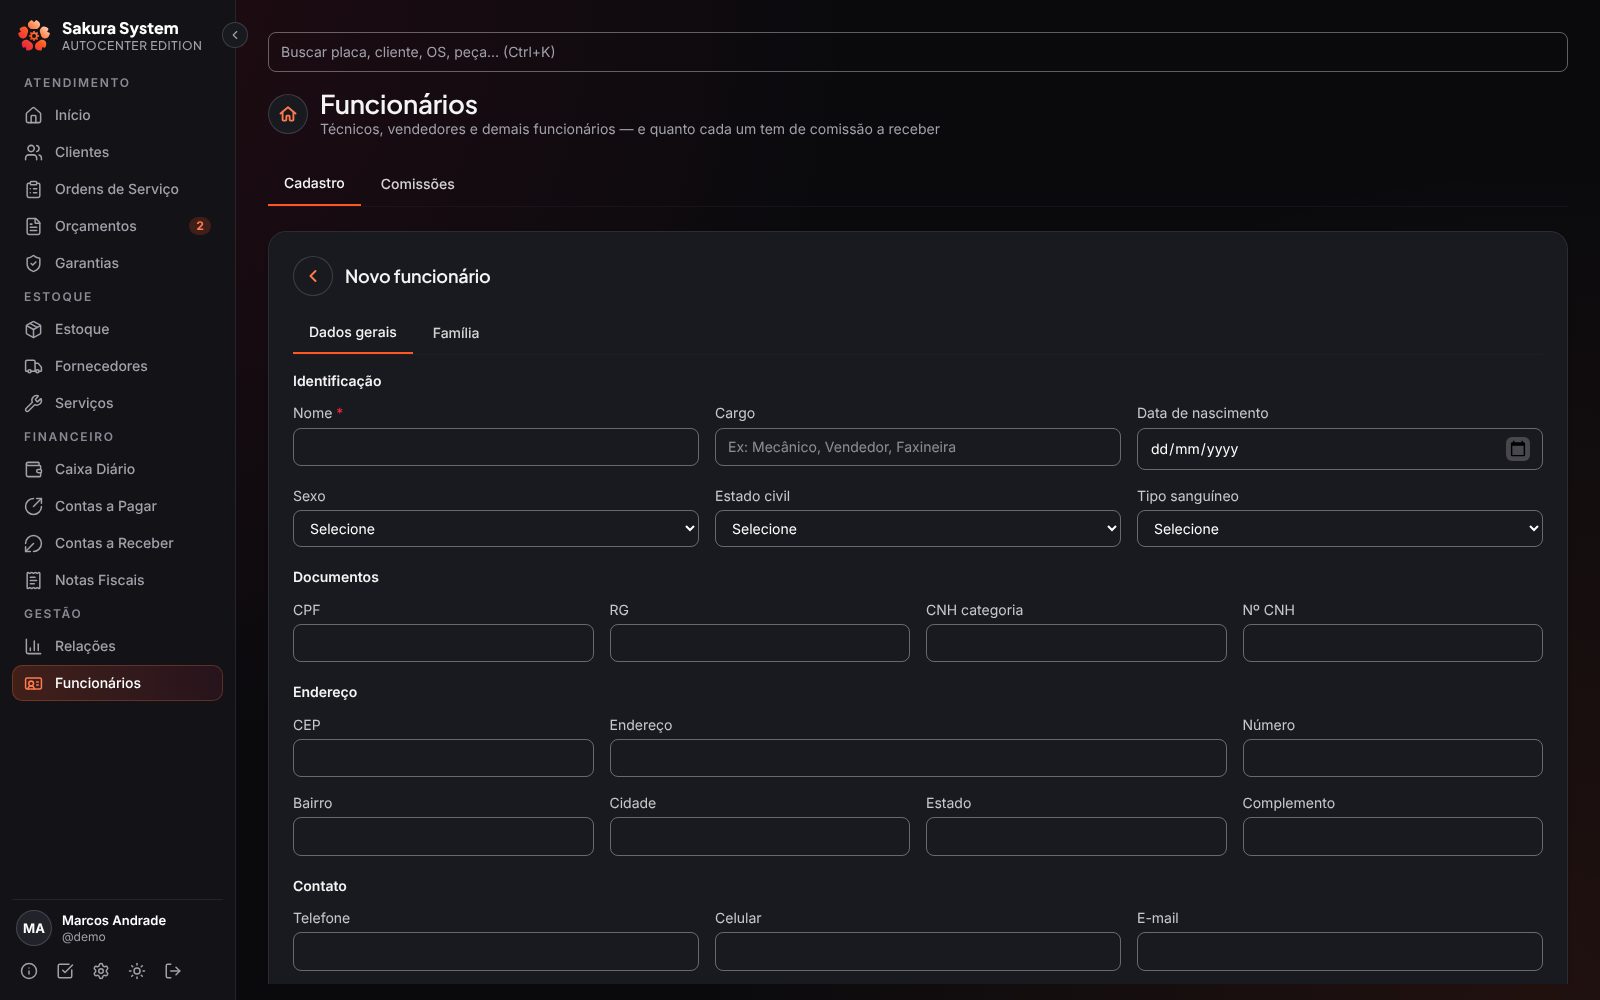 Sakura System
AUTOCENTER EDITION
ATENDIMENTO
Início
Clientes
Ordens de Serviço
Orçamentos 2
Garantias
ESTOQUE
Estoque
Fornecedores
Serviços
FINANCEIRO
Caixa Diário
Contas a Pagar
Contas a Receber
Notas Fiscais
GESTÃO
Relações
Funcionários
MA
Marcos Andrade
@demo
Buscar placa, cliente, OS, peça... (Ctrl+K)
Funcionários
Técnicos, vendedores e demais funcionários — e quanto cada um tem de comissão a receber
Cadastro Comissões
Novo funcionário
Dados gerais Família
Identificação
Nome * Cargo Data de nascimento
Ex: Mecânico, Vendedor, Faxineira dd/mm/yyyy
Sexo Estado civil Tipo sanguíneo
Selecione Selecione Selecione
Documentos
CPF RG CNH categoria Nº CNH
Endereço
CEP Endereço Número
Bairro Cidade Estado Complemento
Contato
Telefone Celular E-mail